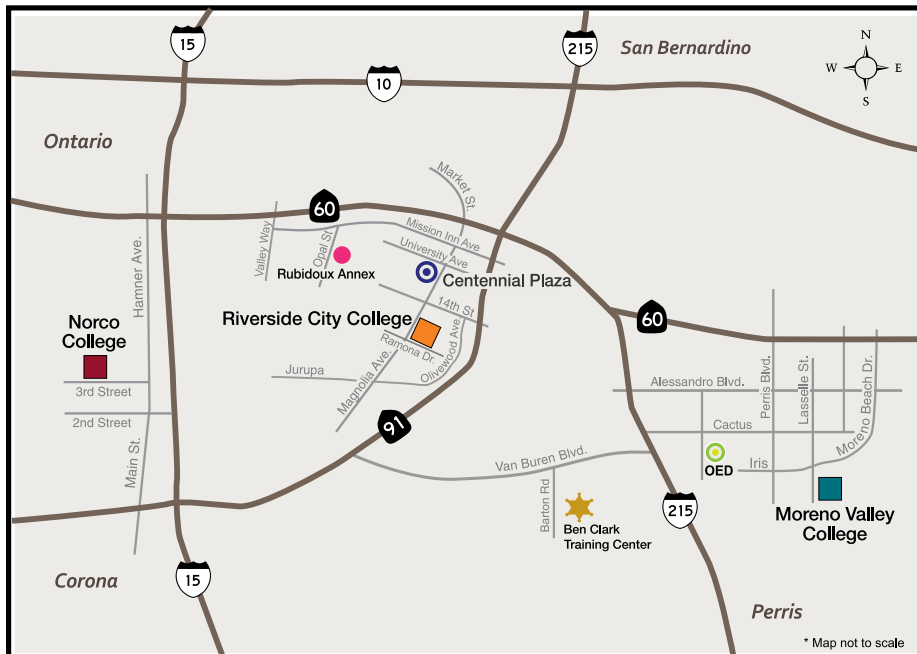 15
215
San Bernardino
N
W
E
S
10
Ontario
Market St.
60
Mission Inn Ave
University Ave
Valley Way
Opal St
Rubidoux Annex
Centennial Plaza
Hamner Ave.
14th St
Riverside City College
60
Norco
College
Ramona Dr.
Olivewood Ave
Perris Blvd.
Lasselle St.
Moreno Beach Dr.
Jurupa
Magnolia Ave.
3rd Street
Alessandro Blvd.
2nd Street
91
Cactus
Main St.
Van Buren Blvd.
OED
Iris
Barton Rd
215
Ben Clark
Training Center
Moreno Valley
College
Corona
15
Perris
* Map not to scale